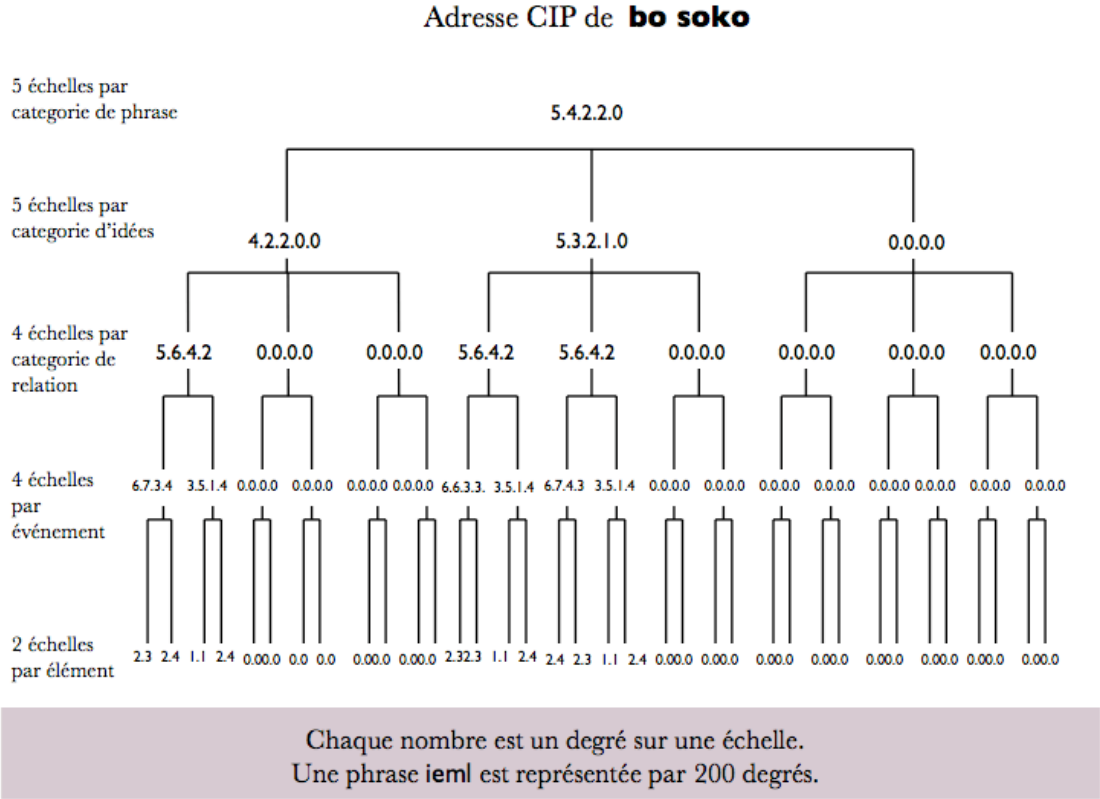 Adresse CIP de bo soko
5 échelles par
categorie de phrase
5.4.2.2.0
5 échelles par
categorie d'idées
4.2.2.0.0 5.3.2.1.0 0.0.0.0
4 échelles par
categorie de
relation
5.6.4.2 0.0.0.0 0.0.0.0 5.6.4.2 5.6.4.2 0.0.0.0 0.0.0.0 0.0.0.0 0.0.0.0
4 échelles
par
événement
6.7.3.4 3.5.1.4 0.0.0.0 0.0.0.0 0.0.0.0 0.0.0.0 6.6.3.3. 3.5.1.4 6.7.4.3 3.5.1.4 0.0.0.0 0.0.0.0 0.0.0.0 0.0.0.0 0.0.0.0 0.0.0.0 0.0.0.0 0.0.0.0
2 échelles
par élément
2.3 2.4 1.1 2.4 0.00.0 0.0 0.0 0.00.0 0.00.0 2.32.3 1.1 2.4 2.4 2.3 1.1 2.4 0.00.0 0.00.0 0.00.0 0.00.0 0.00.0 0.00.0 0.00.0 0.00.0
Chaque nombre est un degré sur une échelle.
Une phrase ieml est représentée par 200 degrés.